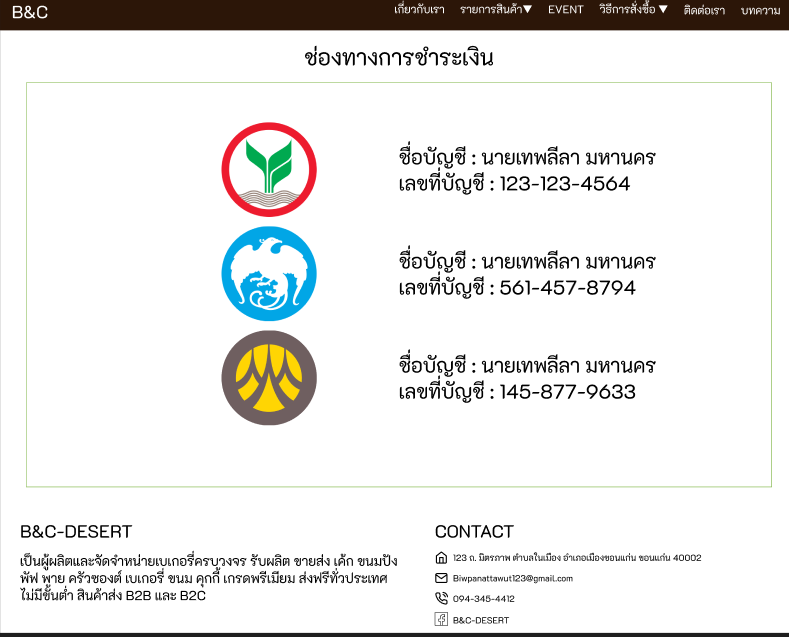 B&C
เกี่ยวกับเรา รายการสินค้า▼ EVENT วิธีการสั่งซื้อ ▼ ติดต่อเรา บทความ
ช่องทางการชำระเงิน
ชื่อบัญชี : นายเทพลีลา มหานคร
เลขที่บัญชี : 123-123-4564
ชื่อบัญชี : นายเทพลีลา มหานคร
เลขที่บัญชี : 561-457-8794
ชื่อบัญชี : นายเทพลีลา มหานคร
เลขที่บัญชี : 145-877-9633
B&C-DESERT
เป็นผู้ผลิตและจัดจำหน่ายเบเกอรี่ครบวงจร รับผลิต ขายส่ง เค้ก ขนมปัง
พัฟ พาย ครัวซองต์ เบเกอรี่ ขนม คุกกี้ เกรดพรีเมียม ส่งฟรีทั่วประเทศ
ไม่มีขั้นต่ำ สินค้าส่ง B2B และ B2C
CONTACT
123 ถ. มิตรภาพ ตำบลในเมือง อำเภอเมืองขอนแก่น ขอนแก่น 40002
Biwpanattawut123@gmail.com
094-345-4412
B&C-DESERT